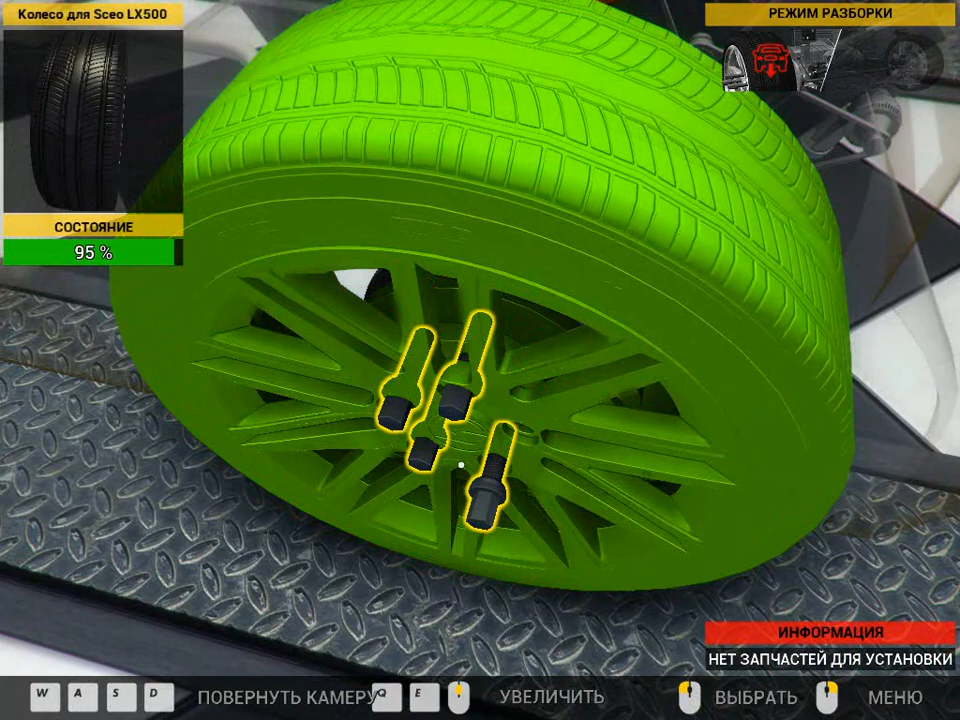 Колесо для Sceo LX500
РЕЖИМ РАЗБОРКИ
СОСТОЯНИЕ
95 %
ИНФОРМАЦИЯ
НЕТ ЗАПЧАСТЕЙ ДЛЯ УСТАНОВКИ
W A S D ПОВЕРНУТЬ КАМЕРУ Q E УВЕЛИЧИТЬ ВЫБРАТЬ МЕНЮ